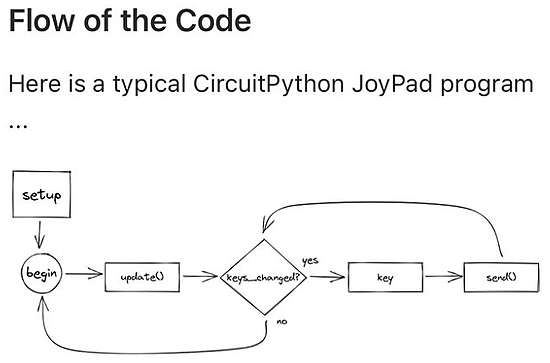 Flow of the Code
Here is a typical CircuitPython JoyPad program
...
setup
begin
update()
keys_changed?
yes
key
send()
no